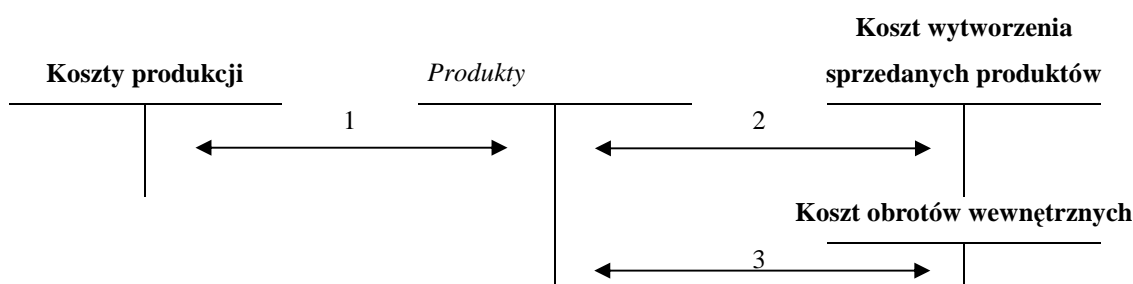 Koszt wytworzenia
Koszty produkcji Produkty sprzedanych produktów
1 2
Koszt obrotów wewnętrznych
3